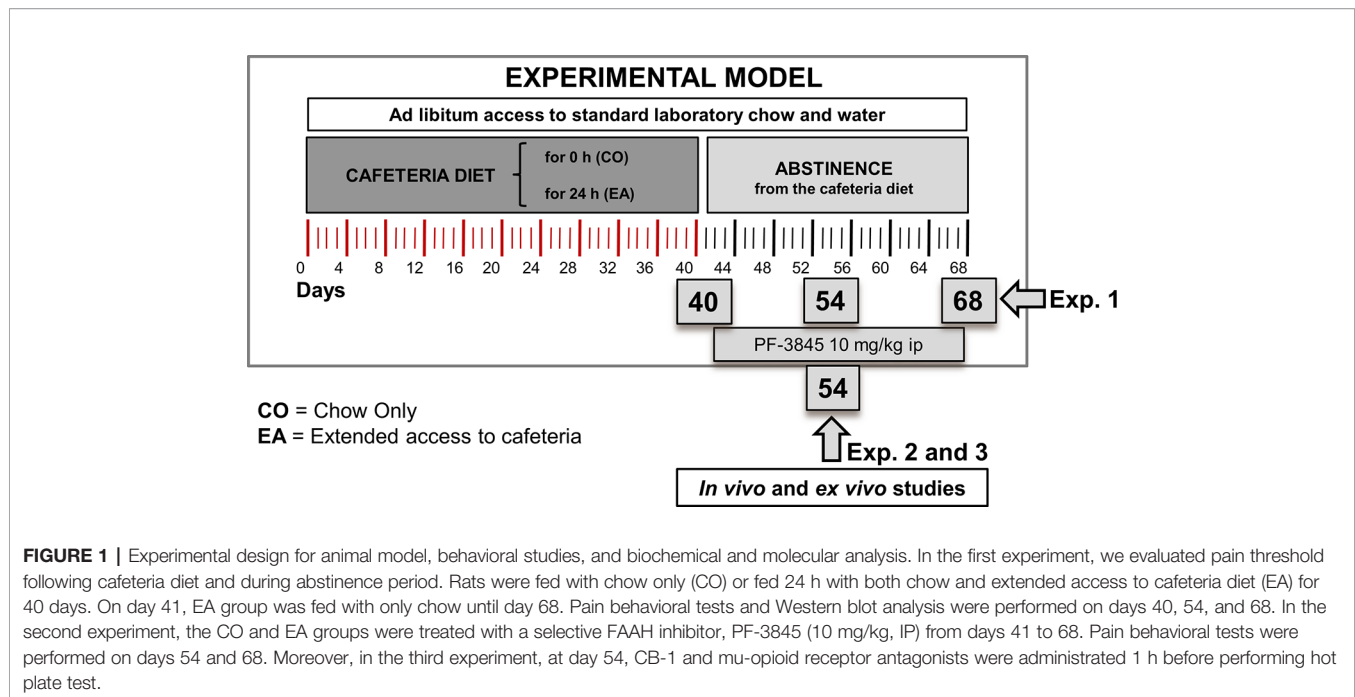 EXPERIMENTAL MODEL
Ad libitum access to standard laboratory chow and water
CAFETERIA DIET
for 0 h (CO)
for 24 h (EA)
ABSTINENCE
from the cafeteria diet
0 4 8 12 16 20 24 28 32 36 40 44 48 52 56 60 64 68
Days
40 54 68 Exp. 1
PF-3845 10 mg/kg ip
54
CO = Chow Only
EA = Extended access to cafeteria
Exp. 2 and 3
In vivo and ex vivo studies
FIGURE 1 | Experimental design for animal model, behavioral studies, and biochemical and molecular analysis. In the first experiment, we evaluated pain threshold
following cafeteria diet and during abstinence period. Rats were fed with chow only (CO) or fed 24 h with both chow and extended access to cafeteria diet (EA) for
40 days. On day 41, EA group was fed with only chow until day 68. Pain behavioral tests and Western blot analysis were performed on days 40, 54, and 68. In the
second experiment, the CO and EA groups were treated with a selective FAAH inhibitor, PF-3845 (10 mg/kg, IP) from days 41 to 68. Pain behavioral tests were
performed on days 54 and 68. Moreover, in the third experiment, at day 54, CB-1 and mu-opioid receptor antagonists were administrated 1 h before performing hot
plate test.